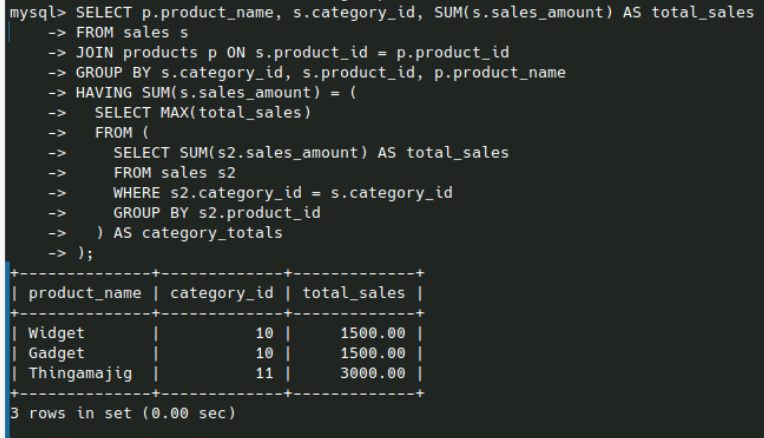 mysql> SELECT p.product_name, s.category_id, SUM(s.sales_amount) AS total_sales
    -> FROM sales s
    -> JOIN products p ON s.product_id = p.product_id
    -> GROUP BY s.category_id, s.product_id, p.product_name
    -> HAVING SUM(s.sales_amount) = (
    ->   SELECT MAX(total_sales)
    ->   FROM (
    ->     SELECT SUM(s2.sales_amount) AS total_sales
    ->     FROM sales s2
    ->     WHERE s2.category_id = s.category_id
    ->     GROUP BY s2.product_id
    ->   ) AS category_totals
    -> );
+--------------+-------------+-------------+
| product_name | category_id | total_sales |
+--------------+-------------+-------------+
| Widget       |          10 |     1500.00 |
| Gadget       |          10 |     1500.00 |
| Thingamajig  |          11 |     3000.00 |
+--------------+-------------+-------------+
3 rows in set (0.00 sec)